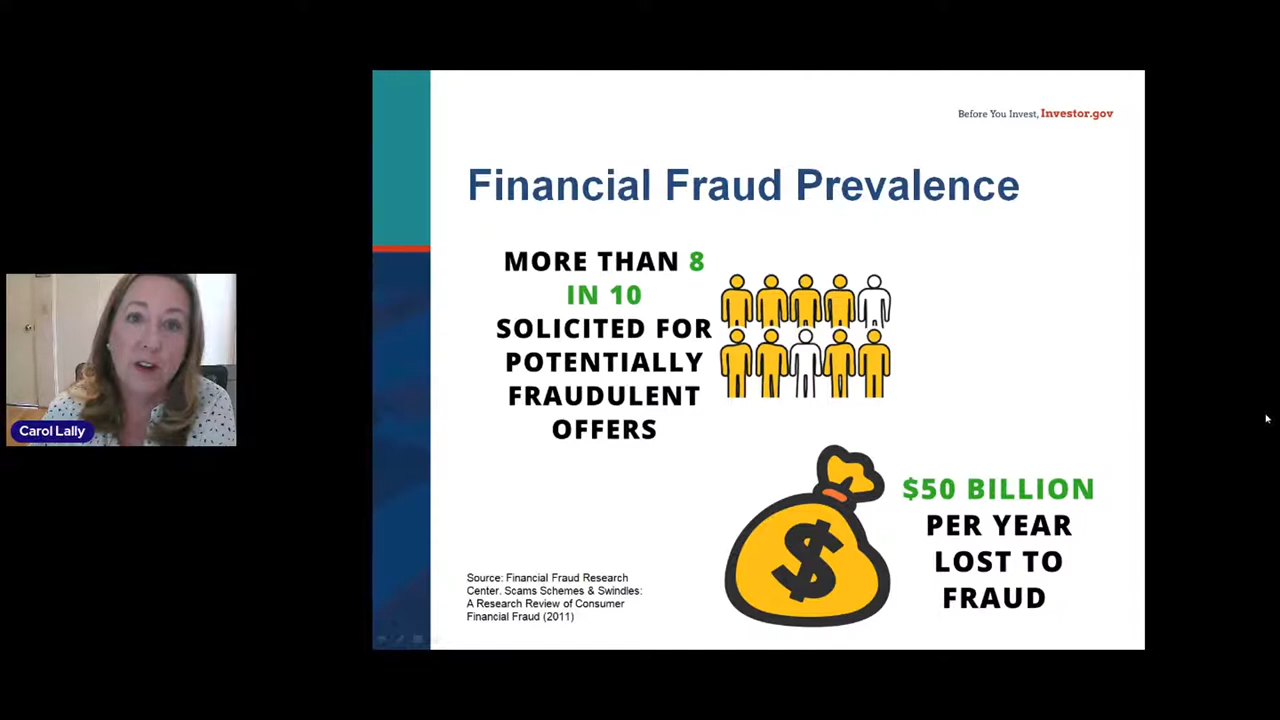 Before You Invest, Investor.gov
Financial Fraud Prevalence
MORE THAN 8
IN 10
SOLICITED FOR
POTENTIALLY
FRAUDULENT
OFFERS
$
$50 BILLION
PER YEAR
LOST TO
FRAUD
Source: Financial Fraud Research
Center. Scams Schemes & Swindles:
A Research Review of Consumer
Financial Fraud (2011)
Carol Lally